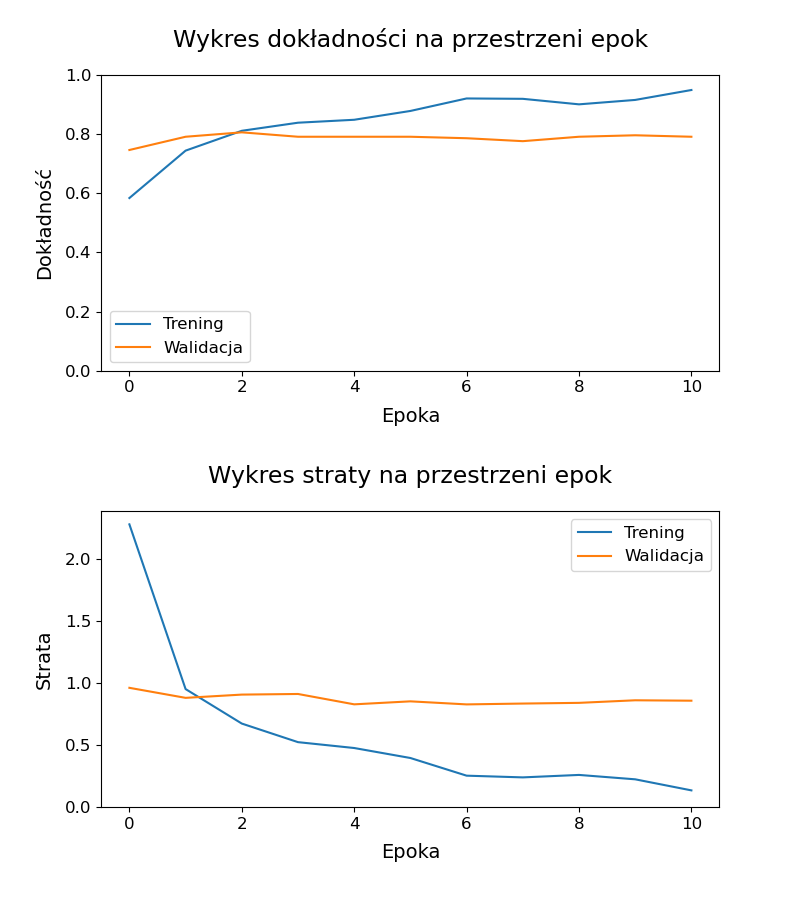 Wykres dokładności na przestrzeni epok
1.0
0.8
0.6
0.4
0.2
0.0
Dokładność
Trening
Walidacja
0 2 4 6 8 10
Epoka
Wykres straty na przestrzeni epok
2.0
1.5
1.0
0.5
0.0
Strata
Trening
Walidacja
0 2 4 6 8 10
Epoka